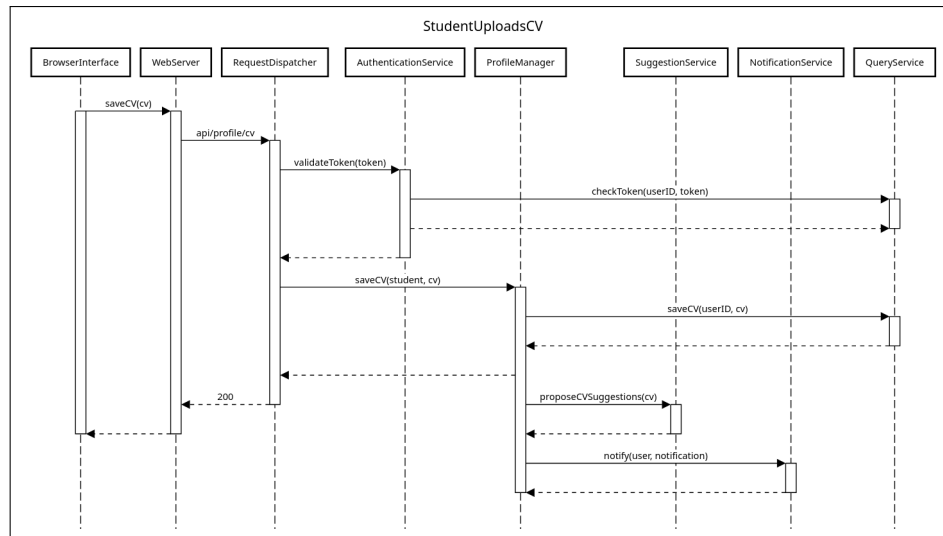 StudentUploadsCV
BrowserInterface
WebServer
RequestDispatcher
AuthenticationService
ProfileManager
SuggestionService
NotificationService
QueryService
saveCV(cv)
api/profile/cv
validateToken(token)
checkToken(userID, token)
saveCV(student, cv)
saveCV(userID, cv)
200
proposeCVSuggestions(cv)
notify(user, notification)